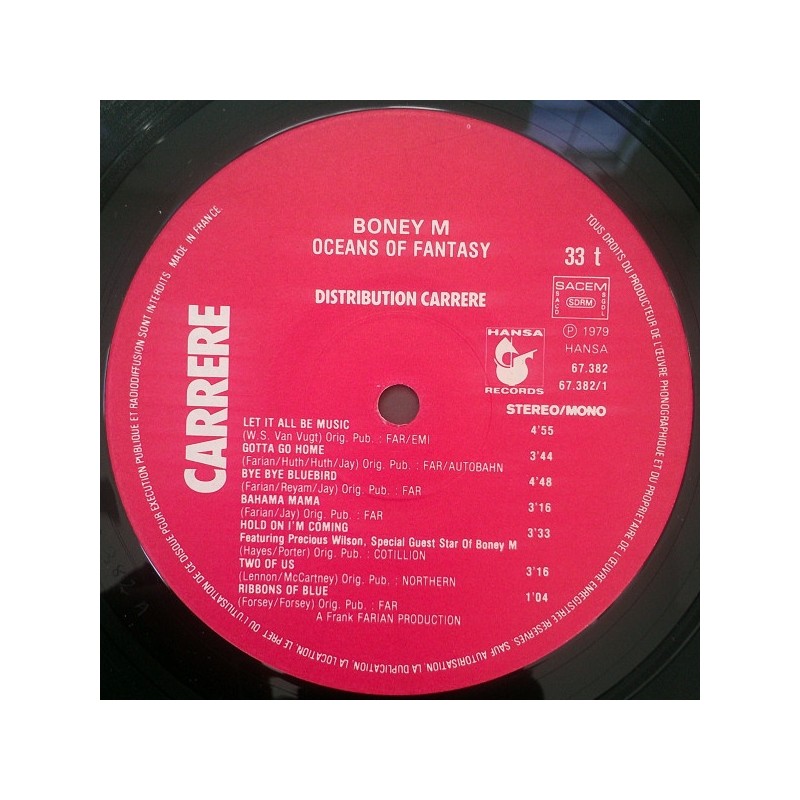 BONEY M
OCEANS OF FANTASY
33 t
DISTRIBUTION CARRERE
SACEM
SACD
SDRM
BGDL
HANSA
RECORDS
℗ 1979
HANSA
67.382
67.382/1
STEREO/MONO
CARRERE
LET IT ALL BE MUSIC
(W.S. Van Vugt) Orig. Pub. : FAR/EMI 4'55
GOTTA GO HOME
(Farian/Huth/Huth/Jay) Orig. Pub. : FAR/AUTOBAHN 3'44
BYE BYE BLUEBIRD
(Farian/Reyam/Jay) Orig. Pub. : FAR 4'48
BAHAMA MAMA
(Farian/Jay) Orig. Pub. : FAR 3'16
HOLD ON I'M COMING
Featuring Precious Wilson, Special Guest Star Of Boney M 3'33
(Hayes/Porter) Orig. Pub. : COTILLION
TWO OF US
(Lennon/McCartney) Orig. Pub. : NORTHERN 3'16
RIBBONS OF BLUE
(Forsey/Forsey) Orig. Pub. : FAR 1'04
A Frank FARIAN PRODUCTION
TOUS DROITS DU PRODUCTEUR DE L'ŒUVRE PHONOGRAPHIQUE ET DU PROPRIETAIRE DE L'ŒUVRE ENREGISTREE RESERVES. SAUF AUTORISATION, LA DUPLICATION, LA LOCATION, LE PRET OU L'UTILISATION DE CE DISQUE POUR EXECUTION PUBLIQUE ET RADIODIFFUSION SONT INTERDITS. MADE IN FRANCE.